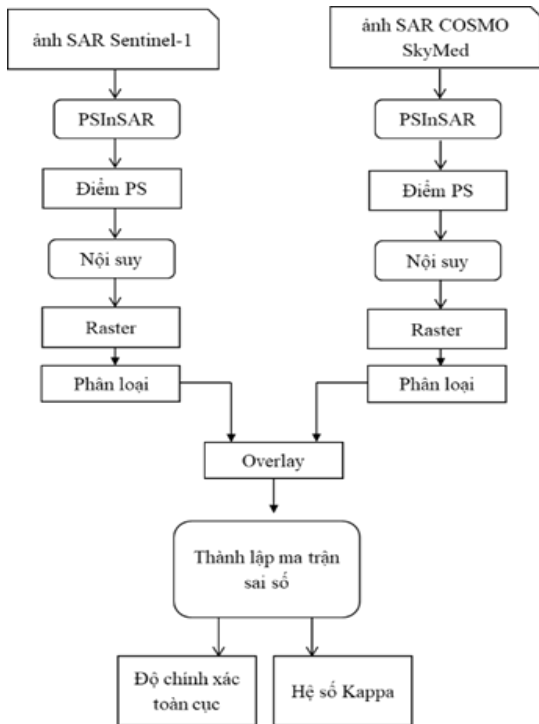 ảnh SAR Sentinel-1
ảnh SAR COSMO
SkyMed
PSInSAR
PSInSAR
Điểm PS
Điểm PS
Nội suy
Nội suy
Raster
Raster
Phân loại
Phân loại
Overlay
Thành lập ma trận
sai số
Độ chính xác
toàn cục
Hệ số Kappa